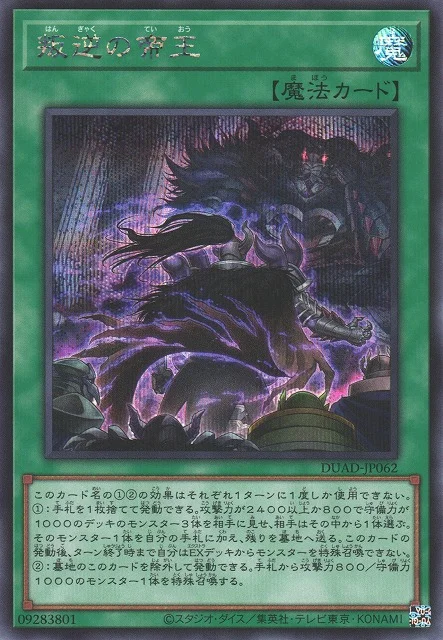 叛逆の帝王
魔
【魔法カード】
DUAD-JP062
このカード名の①②の効果はそれぞれ1ターンに1度しか使用できない。
①:手札を1枚捨てて発動できる。攻撃力が2400以上か800で守備力が
1000のデッキのモンスター3体を相手に見せ、相手はその中から1体選ぶ。
そのモンスター1体を自分の手札に加え、残りを墓地へ送る。このカードの
発動後、ターン終了時まで自分はEXデッキからモンスターを特殊召喚できない。
②:墓地のこのカードを除外して発動できる。手札から攻撃力800/守備力
1000のモンスター1体を特殊召喚する。
09283801 ©スタジオ・ダイス/集英社・テレビ東京・KONAMI